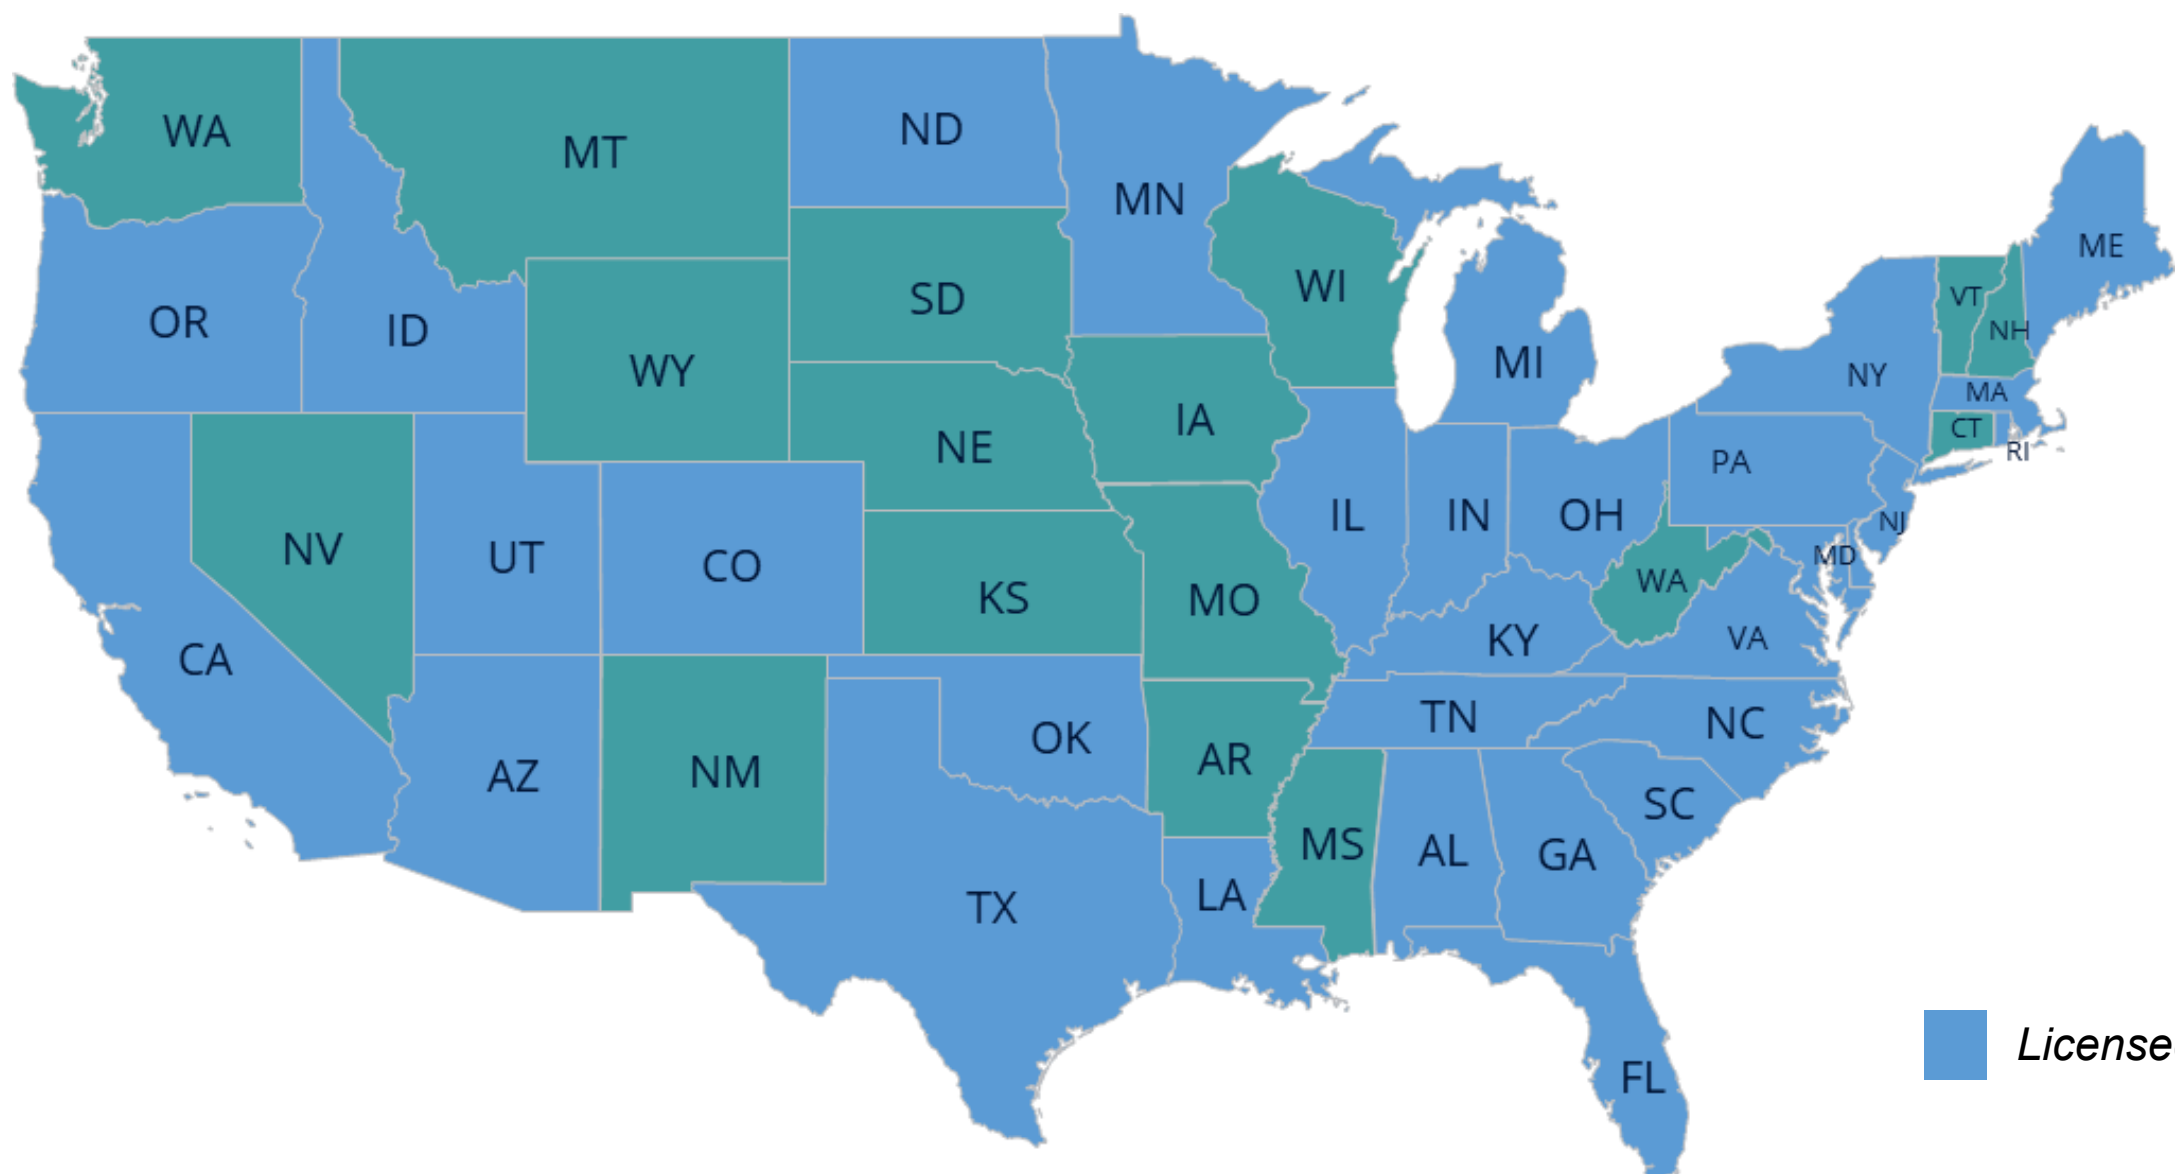 WA
MT
ND
MN
ME
OR
ID
SD
WI
VT
NH
WY
MI
NY
MA
IA
NE
CT
RI
PA
NV
UT
CO
IL
IN
OH
NJ
MD
KS
MO
WA
CA
KY
VA
AZ
NM
OK
TN
NC
AR
SC
TX
LA
MS
AL
GA
License
FL